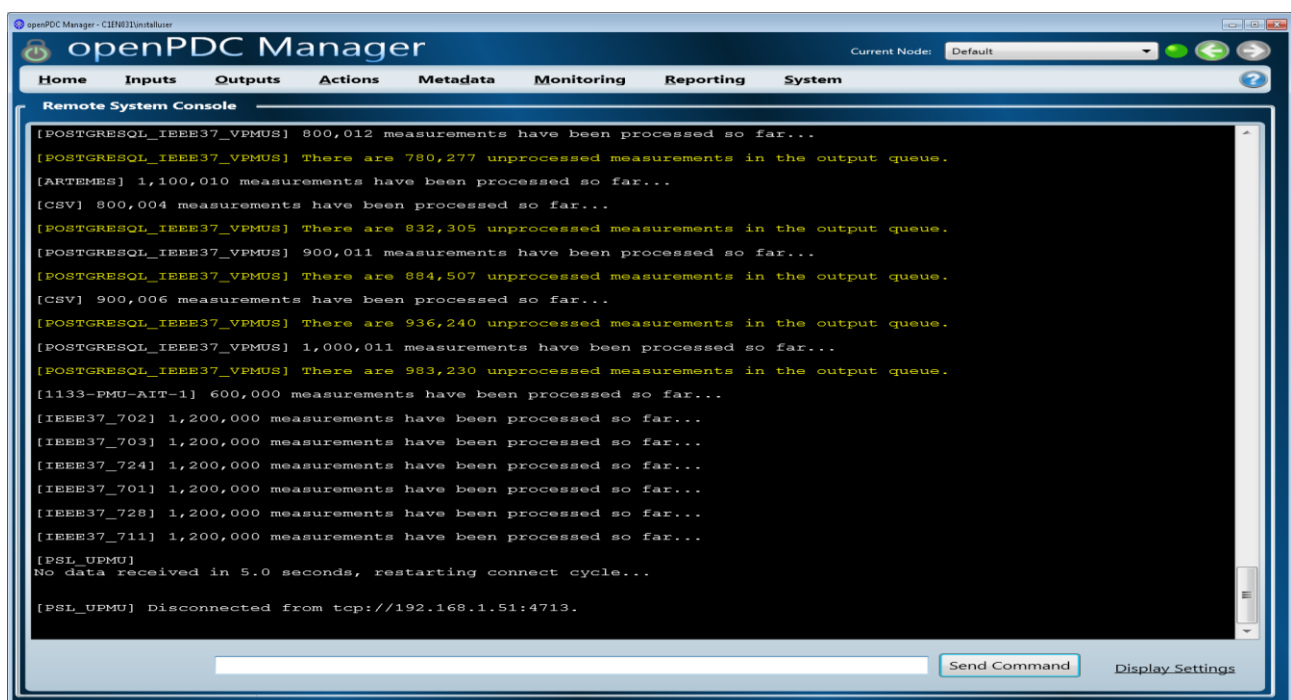 openPDC Manager - C1EN031\installuser
openPDC Manager
Current Node: Default
Home Inputs Outputs Actions Metadata Monitoring Reporting System
Remote System Console
[POSTGRESQL_IEEE37_VPMUS] 800,012 measurements have been processed so far...
[POSTGRESQL_IEEE37_VPMUS] There are 780,277 unprocessed measurements in the output queue.
[ARTEMES] 1,100,010 measurements have been processed so far...
[CSV] 800,004 measurements have been processed so far...
[POSTGRESQL_IEEE37_VPMUS] There are 832,305 unprocessed measurements in the output queue.
[POSTGRESQL_IEEE37_VPMUS] 900,011 measurements have been processed so far...
[POSTGRESQL_IEEE37_VPMUS] There are 884,507 unprocessed measurements in the output queue.
[CSV] 900,006 measurements have been processed so far...
[POSTGRESQL_IEEE37_VPMUS] There are 936,240 unprocessed measurements in the output queue.
[POSTGRESQL_IEEE37_VPMUS] 1,000,011 measurements have been processed so far...
[POSTGRESQL_IEEE37_VPMUS] There are 983,230 unprocessed measurements in the output queue.
[1133-PMU-AIT-1] 600,000 measurements have been processed so far...
[IEEE37_702] 1,200,000 measurements have been processed so far...
[IEEE37_703] 1,200,000 measurements have been processed so far...
[IEEE37_724] 1,200,000 measurements have been processed so far...
[IEEE37_701] 1,200,000 measurements have been processed so far...
[IEEE37_728] 1,200,000 measurements have been processed so far...
[IEEE37_711] 1,200,000 measurements have been processed so far...
[PSL_UPMU]
No data received in 5.0 seconds, restarting connect cycle...
[PSL_UPMU] Disconnected from tcp://192.168.1.51:4713.
Send Command
Display Settings